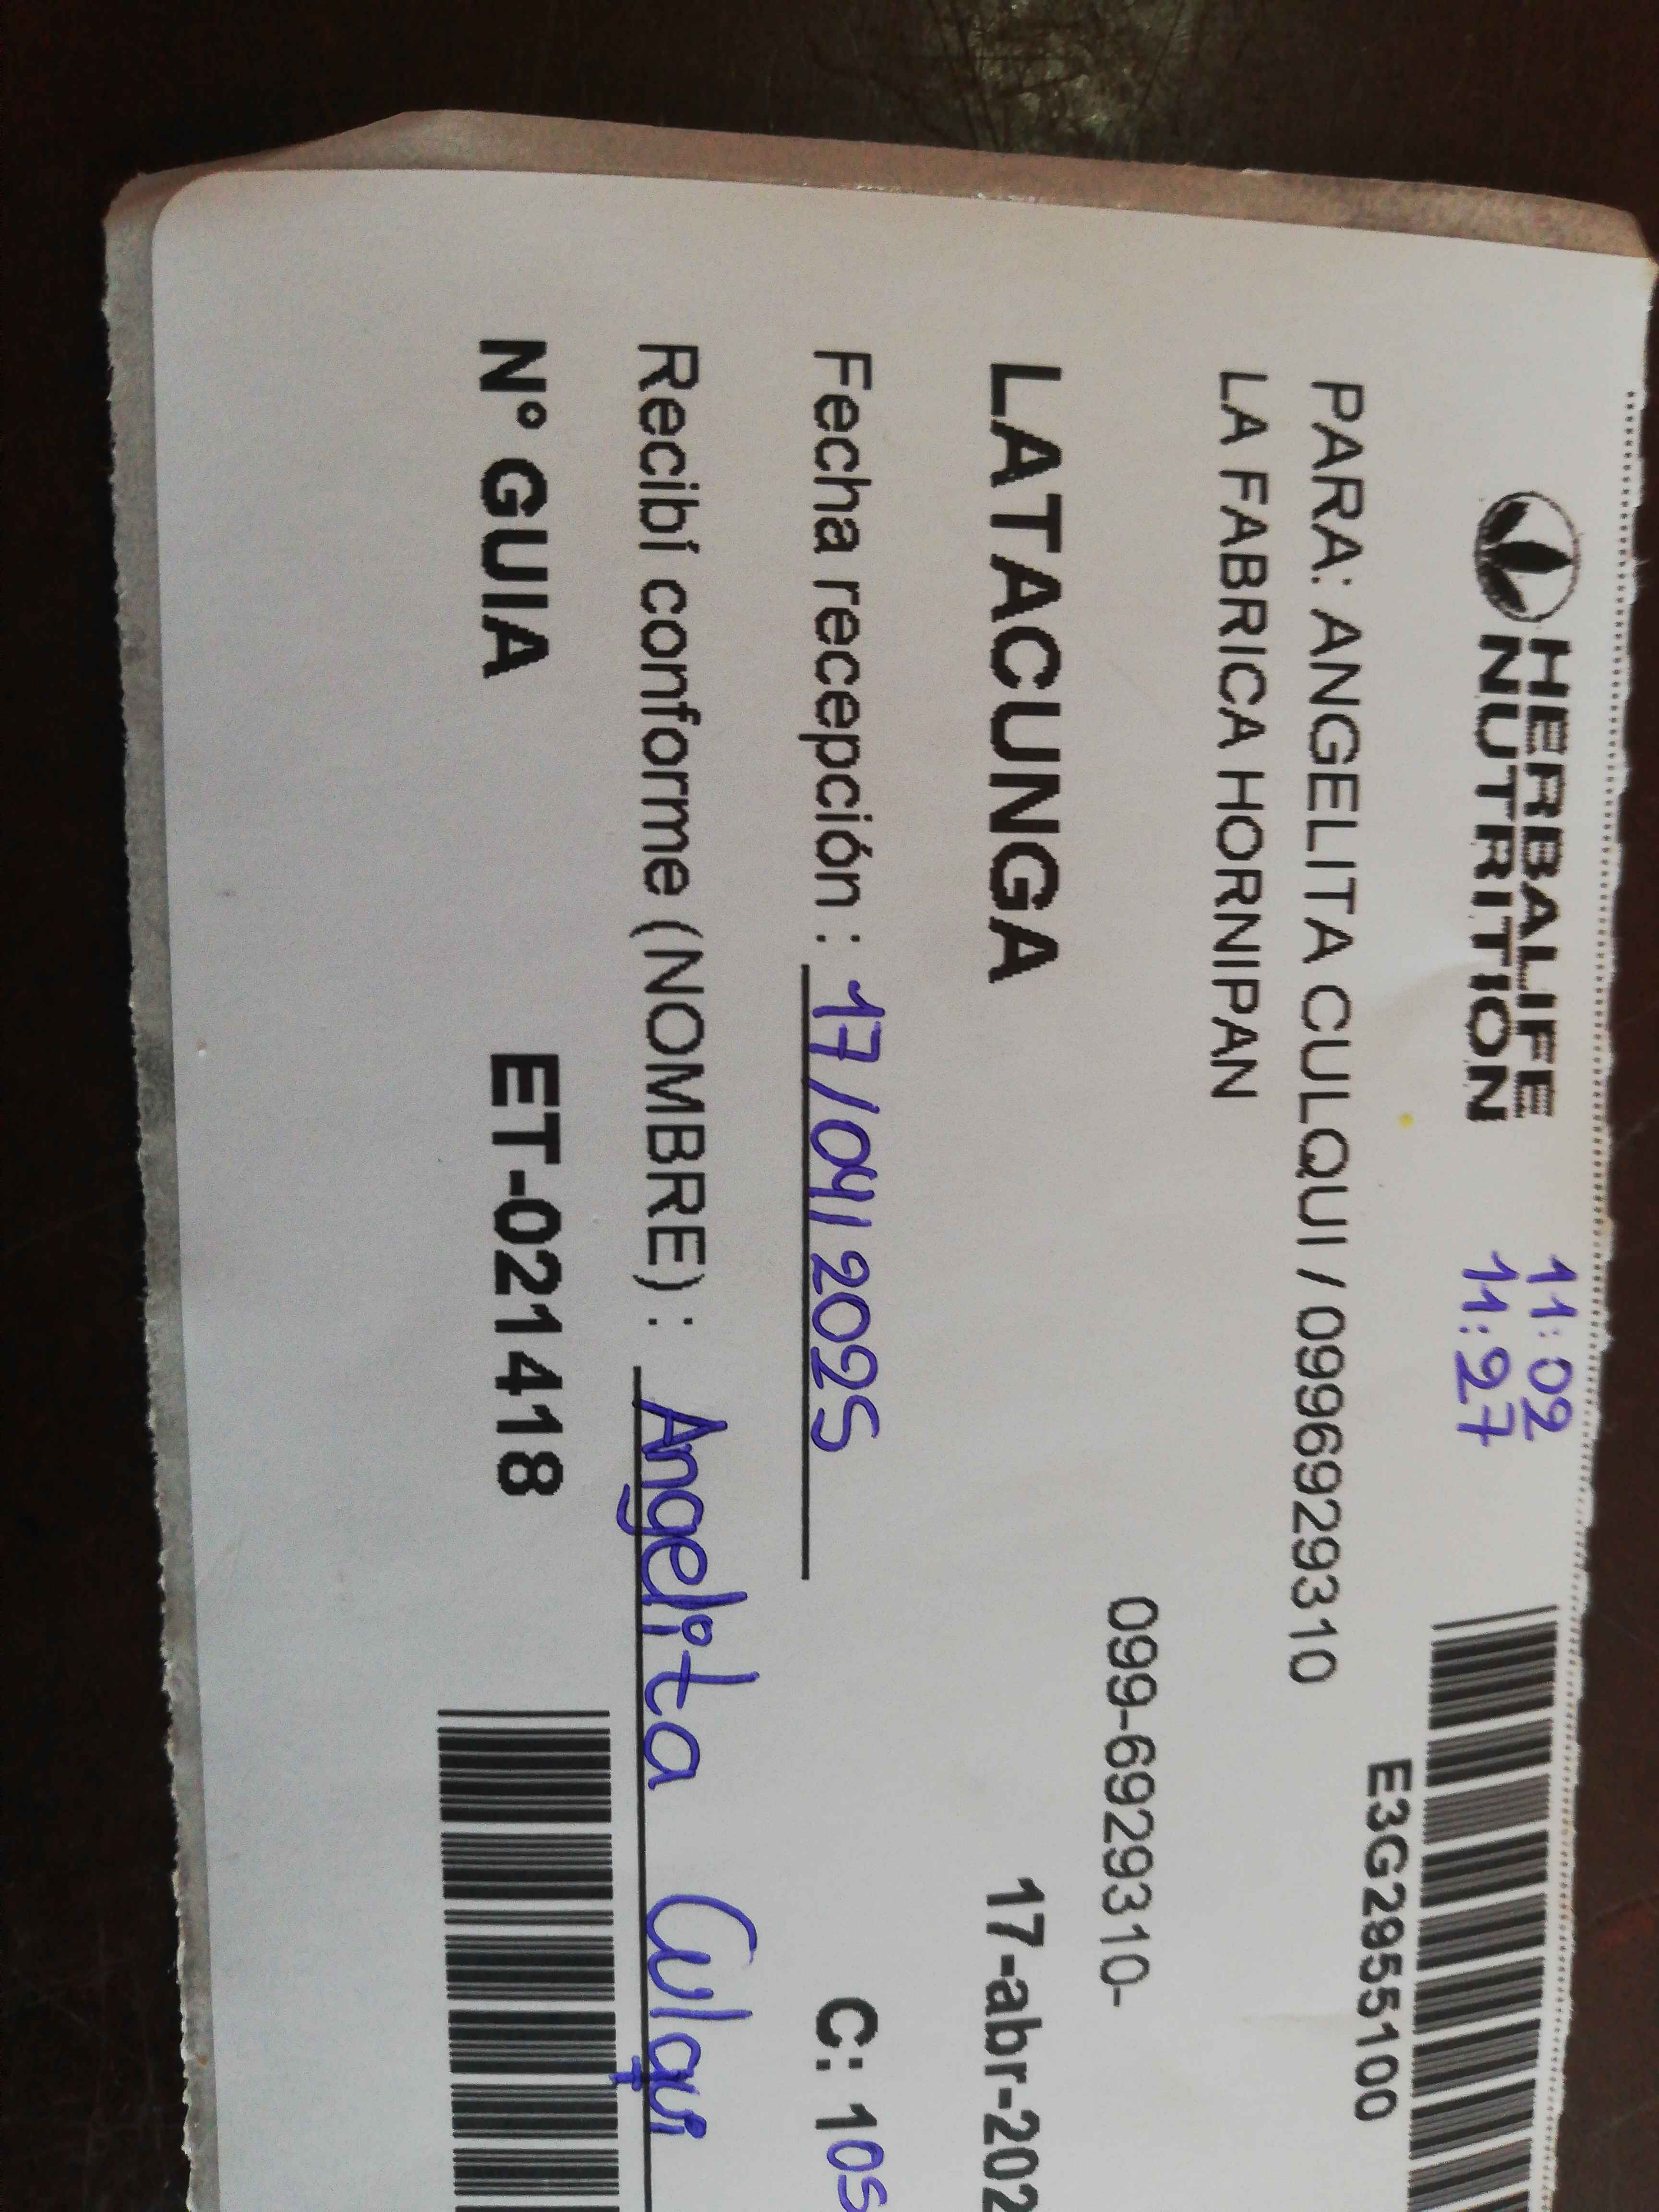 HERBALIFE
NUTRITION
11:02
11:27
E3G2955100
PARA: ANGELITA CULQUI / 0996929310
LA FABRICA HORNIPAN
099-6929310-
LATACUNGA
17-abr-202
Fecha recepción : 17/04/2025
C: 105
Recibí conforme (NOMBRE) : Angelita Culqui
N° GUIA
ET-021418